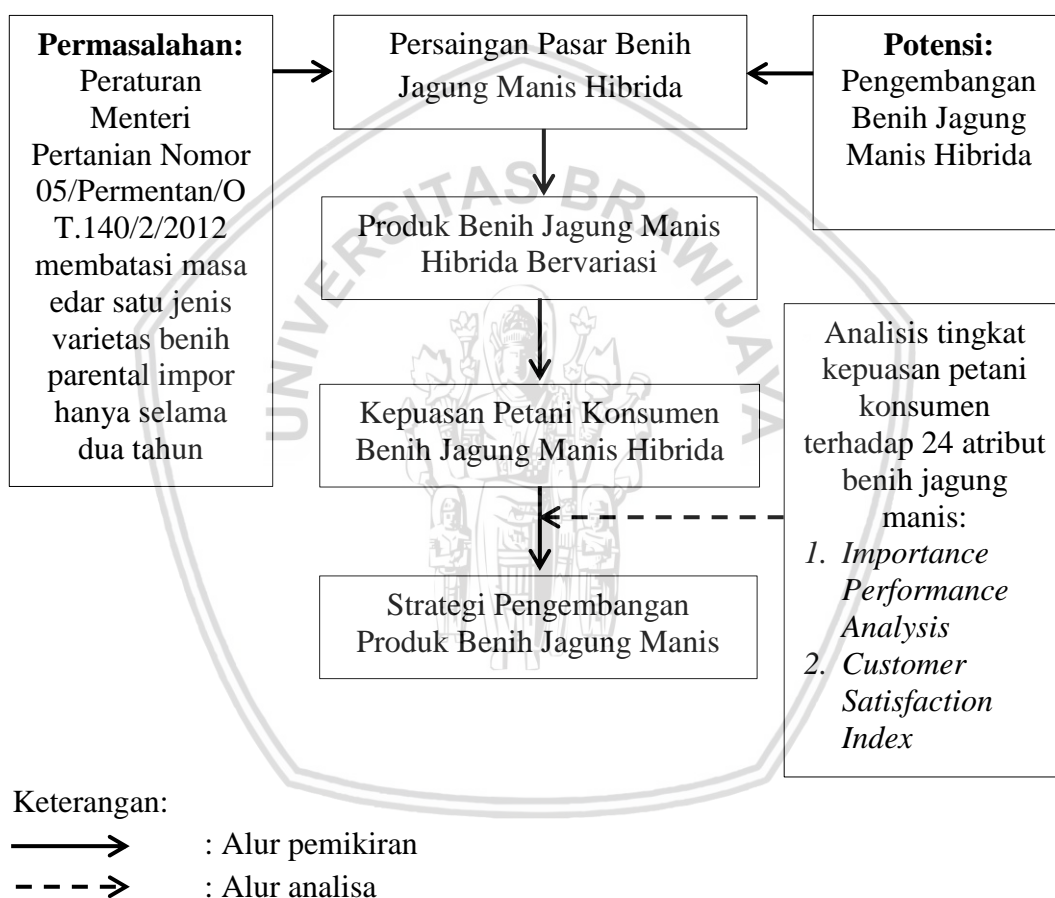 Permasalahan:
Peraturan
Menteri
Pertanian Nomor
05/Permentan/O
T.140/2/2012
membatasi masa
edar satu jenis
varietas benih
parental impor
hanya selama
dua tahun
Persaingan Pasar Benih
Jagung Manis Hibrida
Potensi:
Pengembangan
Benih Jagung
Manis Hibrida
Produk Benih Jagung Manis
Hibrida Bervariasi
Kepuasan Petani Konsumen
Benih Jagung Manis Hibrida
Analisis tingkat
kepuasan petani
konsumen
terhadap 24 atribut
benih jagung
manis:
1. Importance
Performance
Analysis
2. Customer
Satisfaction
Index
Strategi Pengembangan
Produk Benih Jagung Manis
UNIVERSITAS BRAWIJAYA
Keterangan:
: Alur pemikiran
: Alur analisa